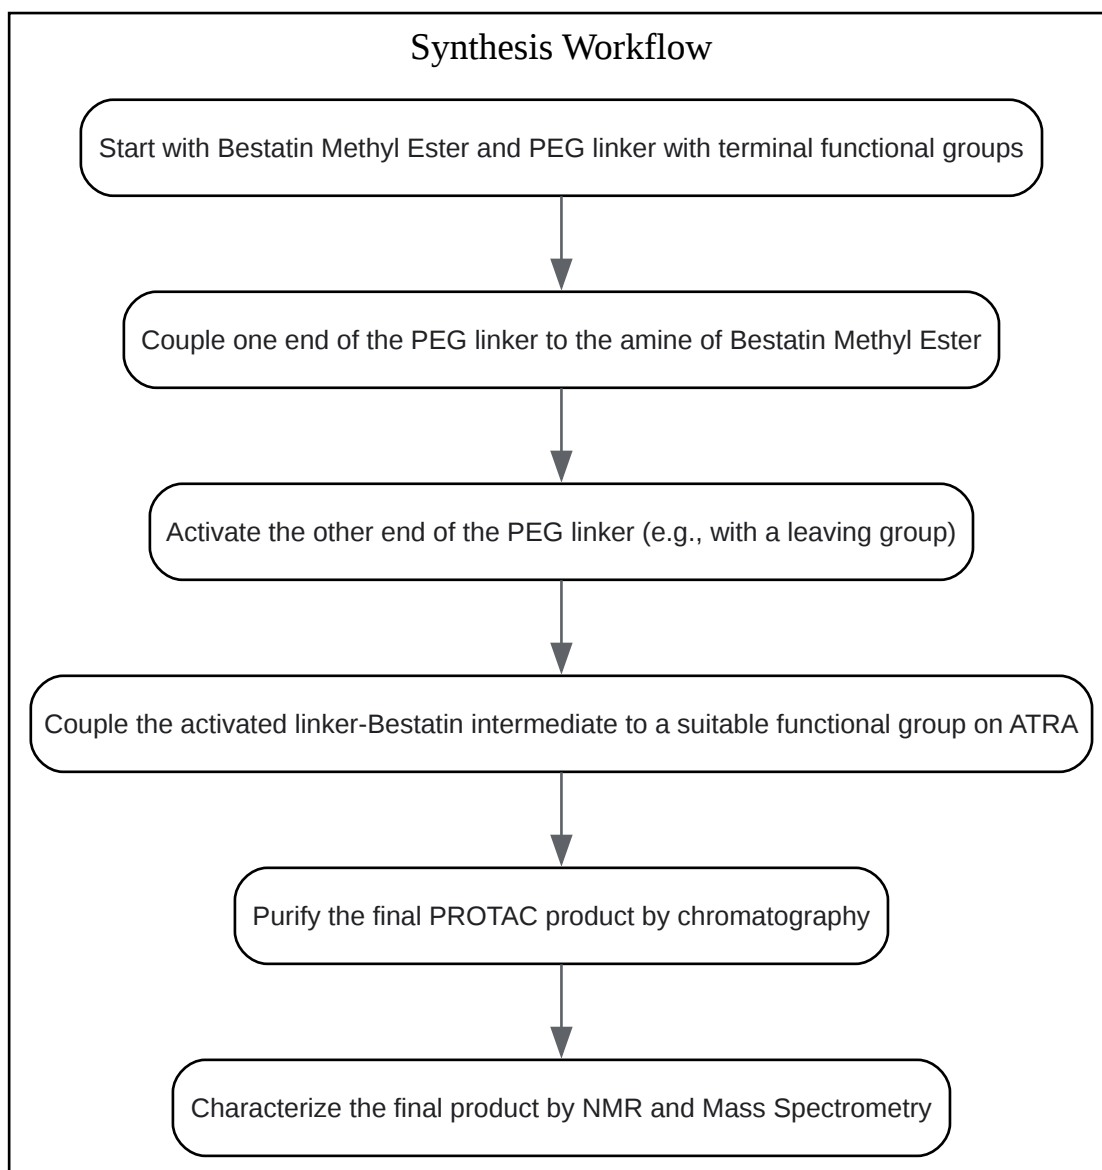 Synthesis Workflow
Start with Bestatin Methyl Ester and PEG linker with terminal functional groups
Couple one end of the PEG linker to the amine of Bestatin Methyl Ester
Activate the other end of the PEG linker (e.g., with a leaving group)
Couple the activated linker-Bestatin intermediate to a suitable functional group on ATRA
Purify the final PROTAC product by chromatography
Characterize the final product by NMR and Mass Spectrometry